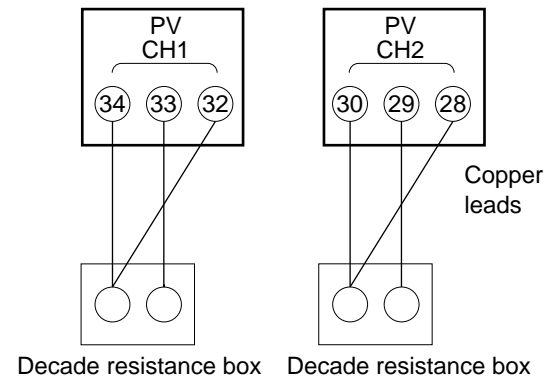 PV
CH1
34 33 32
PV
CH2
30 29 28
Copper
leads
Decade resistance box
Decade resistance box